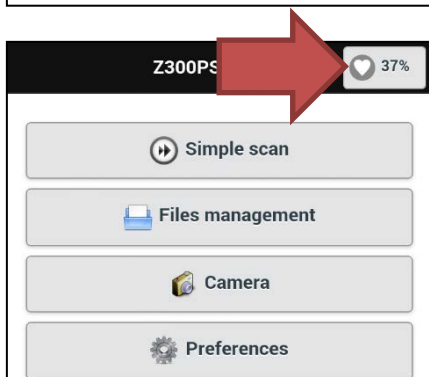 Z300PS
37%
Simple scan
Files management
Camera
Preferences